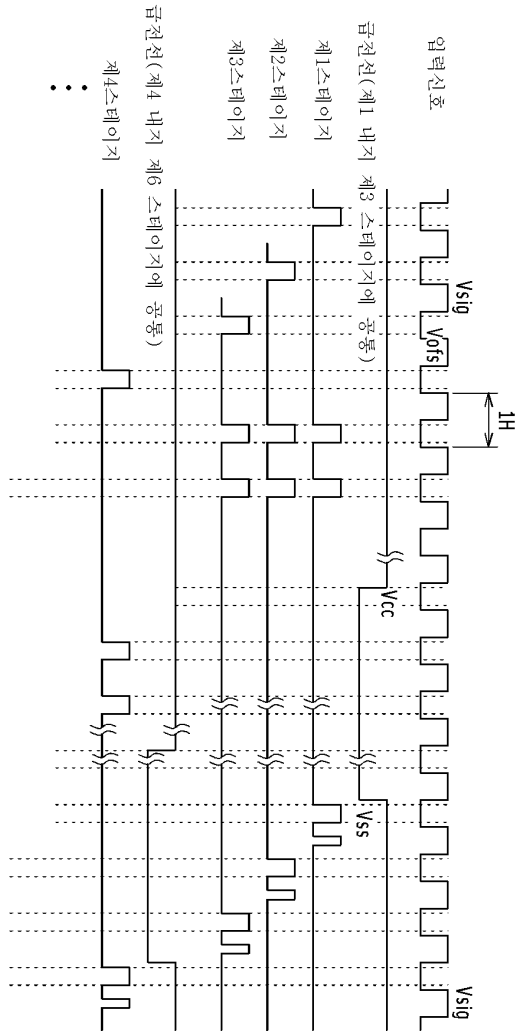 입력신호
Vsig
Vofs
1H
Vsig
급전선(제1 내지 제3 스테이지에 공통)
Vcc
Vss
제1스테이지
제2스테이지
제3스테이지
급전선(제4 내지 제6 스테이지에 공통)
제4스테이지